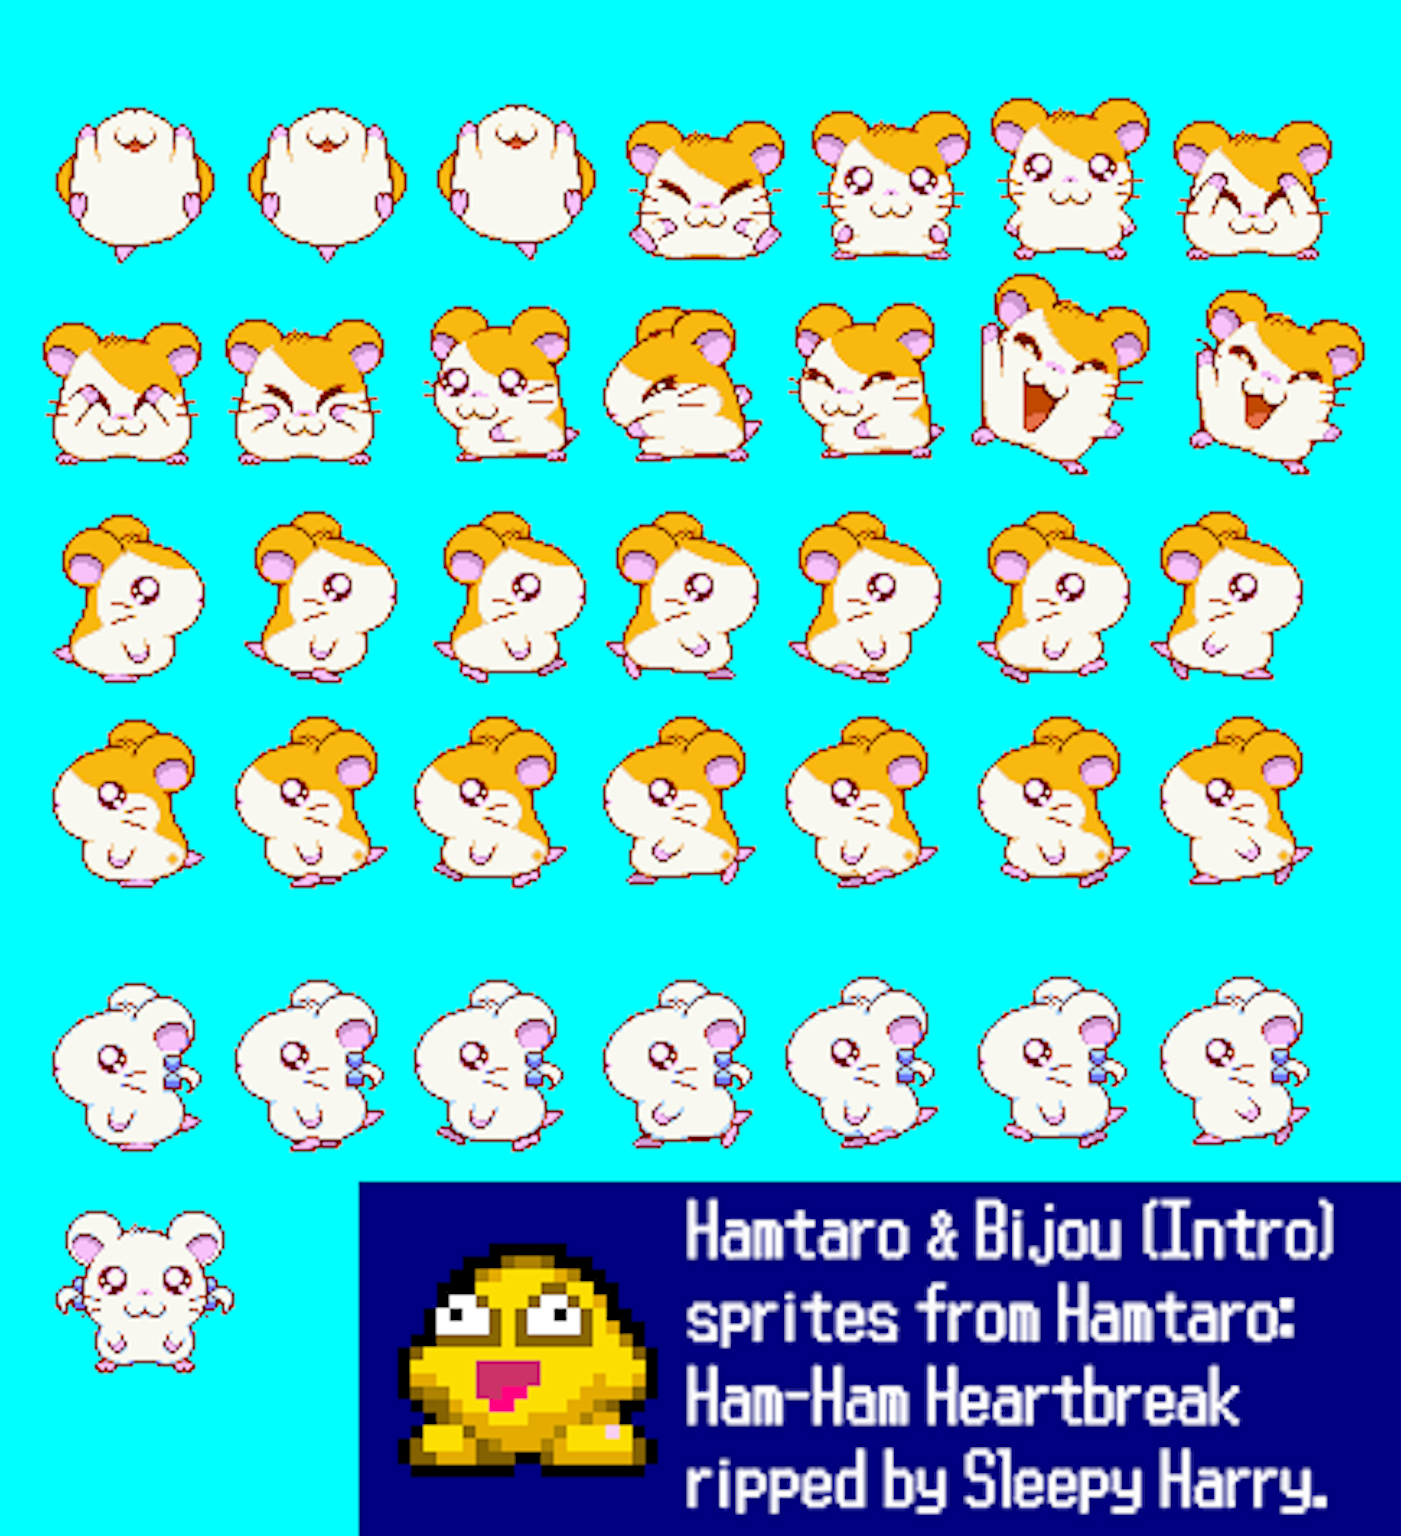 Hamtaro & Bijou (Intro)
sprites from Hamtaro:
Ham-Ham Heartbreak
ripped by Sleepy Harry.